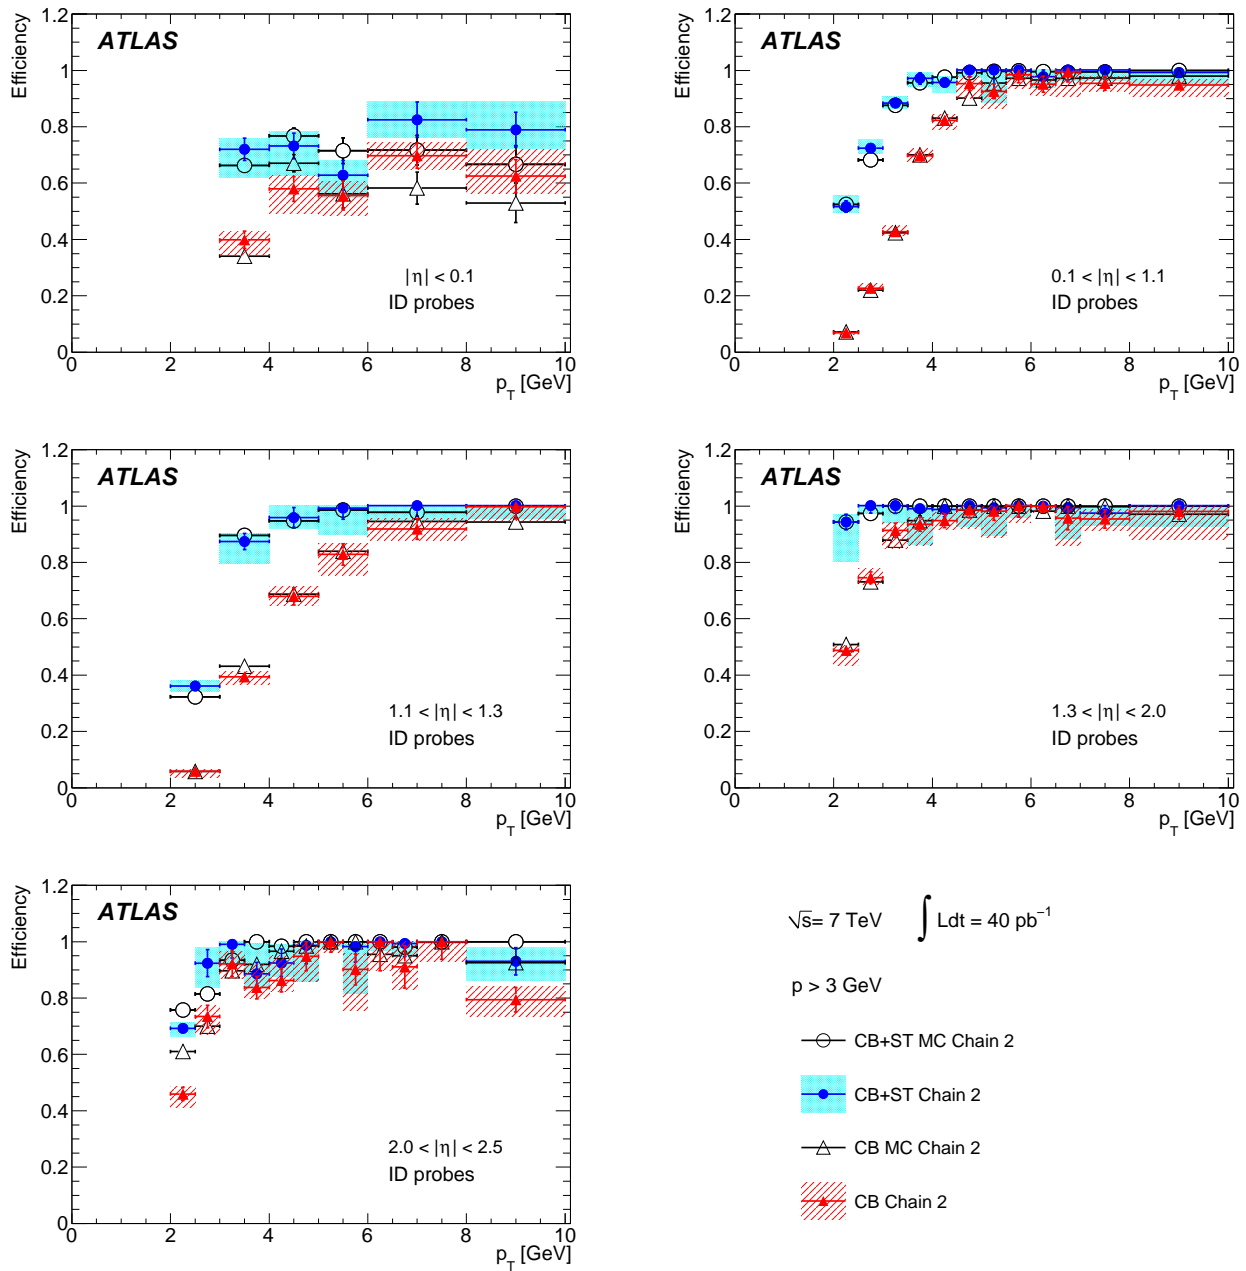 Efficiency
1.2
1
0.8
0.6
0.4
0.2
0
ATLAS
|η| < 0.1
ID probes
0 2 4 6 8 10
p_T [GeV]
Efficiency
1.2
1
0.8
0.6
0.4
0.2
0
ATLAS
0.1 < |η| < 1.1
ID probes
0 2 4 6 8 10
p_T [GeV]
Efficiency
1.2
1
0.8
0.6
0.4
0.2
0
ATLAS
1.1 < |η| < 1.3
ID probes
0 2 4 6 8 10
p_T [GeV]
Efficiency
1.2
1
0.8
0.6
0.4
0.2
0
ATLAS
1.3 < |η| < 2.0
ID probes
0 2 4 6 8 10
p_T [GeV]
Efficiency
1.2
1
0.8
0.6
0.4
0.2
0
ATLAS
2.0 < |η| < 2.5
ID probes
0 2 4 6 8 10
p_T [GeV]
√s= 7 TeV ∫ Ldt = 40 pb⁻¹
p > 3 GeV
CB+ST MC Chain 2
CB+ST Chain 2
CB MC Chain 2
CB Chain 2